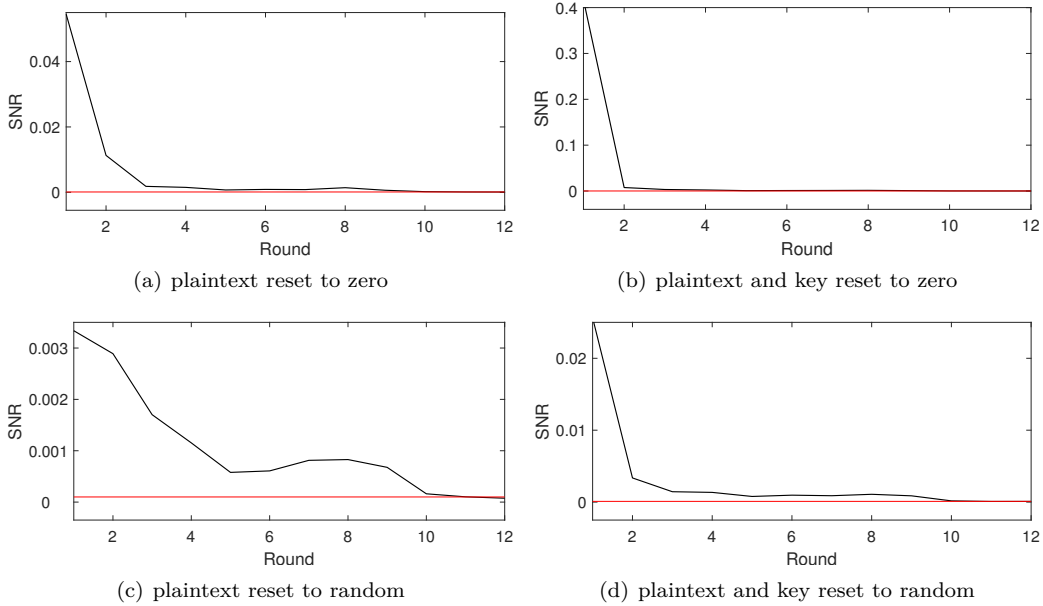 0.04
0.02
0
SNR
2 4 6 8 10 12
Round
(a) plaintext reset to zero
0.4
0.3
0.2
0.1
0
SNR
2 4 6 8 10 12
Round
(b) plaintext and key reset to zero
0.003
0.002
0.001
0
SNR
2 4 6 8 10 12
Round
(c) plaintext reset to random
0.02
0.01
0
SNR
2 4 6 8 10 12
Round
(d) plaintext and key reset to random